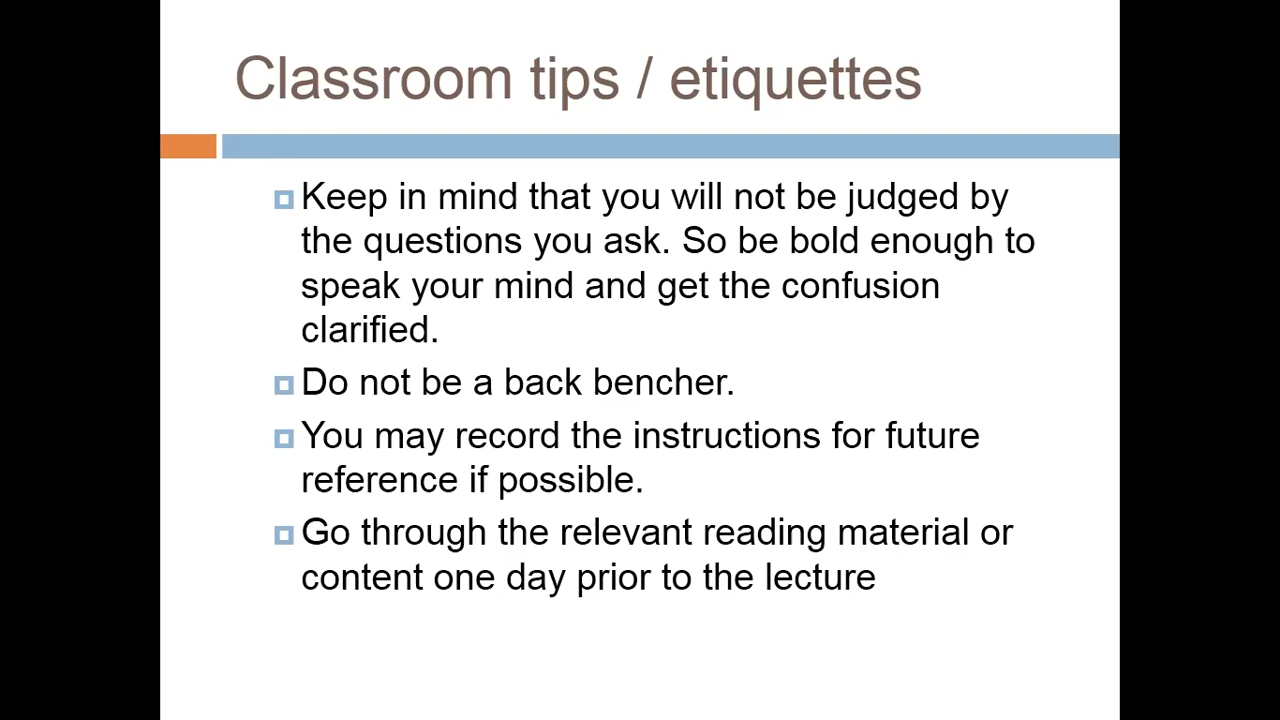 Classroom tips / etiquettes
Keep in mind that you will not be judged by
the questions you ask. So be bold enough to
speak your mind and get the confusion
clarified.
Do not be a back bencher.
You may record the instructions for future
reference if possible.
Go through the relevant reading material or
content one day prior to the lecture